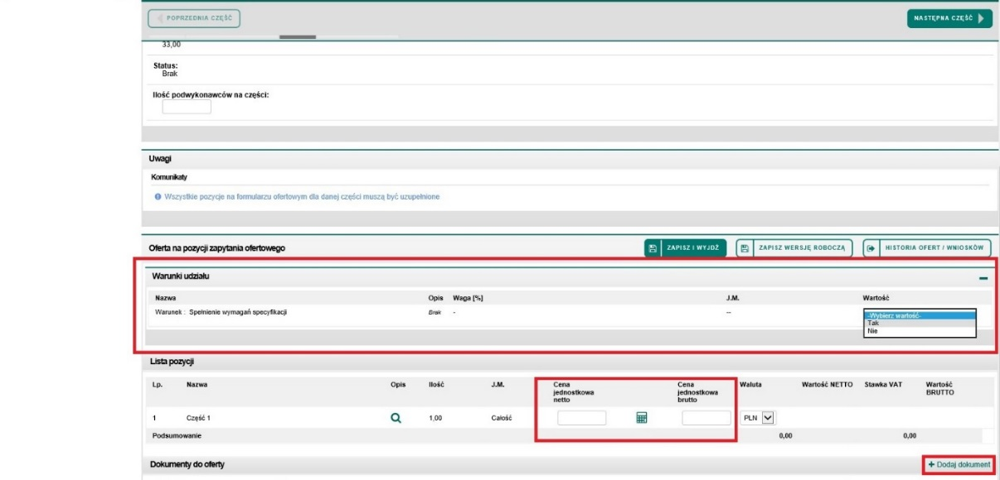 POPRZEDNIA CZĘŚĆ
NASTĘPNA CZĘŚĆ
33,00
Status:
Brak
Ilość podwykonawców na części:
Uwagi
Komunikaty
Wszystkie pozycje na formularzu ofertowym dla danej części muszą być uzupełnione
Oferta na pozycji zapytania ofertowego
ZAPISZ I WYJDŹ
ZAPISZ WERSJĘ ROBOCZĄ
HISTORIA OFERT / WNIOSKÓW
Warunki udziału
Nazwa Opis Waga [%] J.M. Wartość
Warunek : Spełnienie wymagań specyfikacji Brak - -- -Wybierz wartość-
Tak
Nie
Lista pozycji
Lp. Nazwa Opis Ilość J.M. Cena jednostkowa netto Cena jednostkowa brutto Waluta Wartość NETTO Stawka VAT Wartość BRUTTO
1 Część 1 1,00 Całość PLN
Podsumowanie 0,00 0,00
Dokumenty do oferty
+ Dodaj dokument